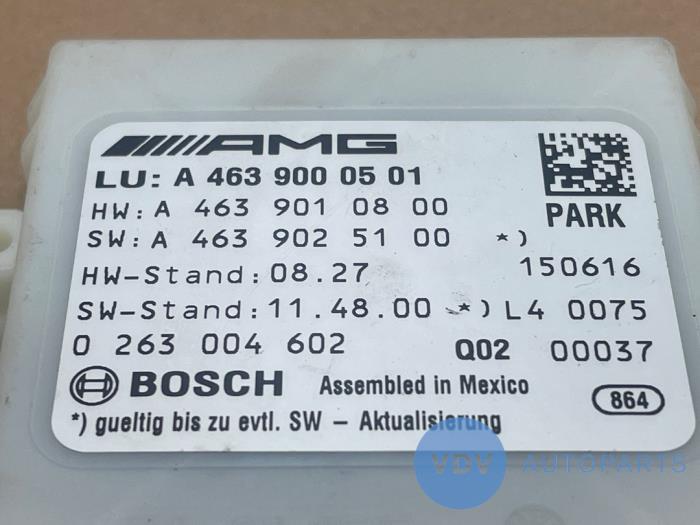 AMG
LU: A 463 900 05 01
HW: A 463 901 08 00
PARK
SW: A 463 902 51 00 *)
HW-Stand: 08.27 150616
SW-Stand: 11.48.00 *) L4 0075
0 263 004 602 Q02 00037
BOSCH Assembled in Mexico 864
*) gueltig bis zu evtl. SW - Aktualisierung
VDV AUTOPARTS